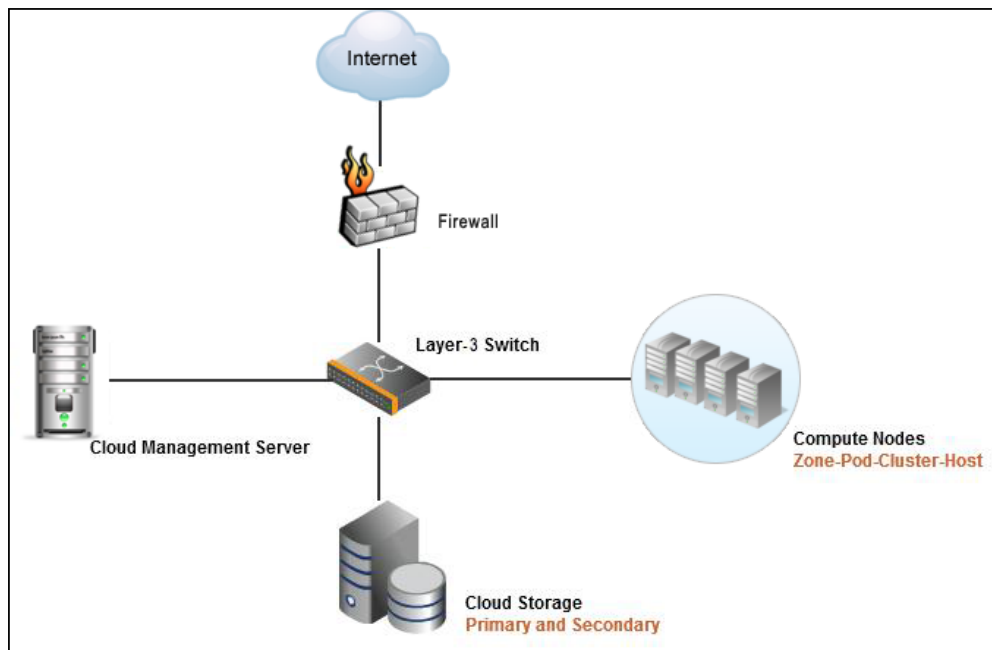 Internet
Firewall
Layer-3 Switch
Cloud Management Server
Compute Nodes
Zone-Pod-Cluster-Host
Cloud Storage
Primary and Secondary